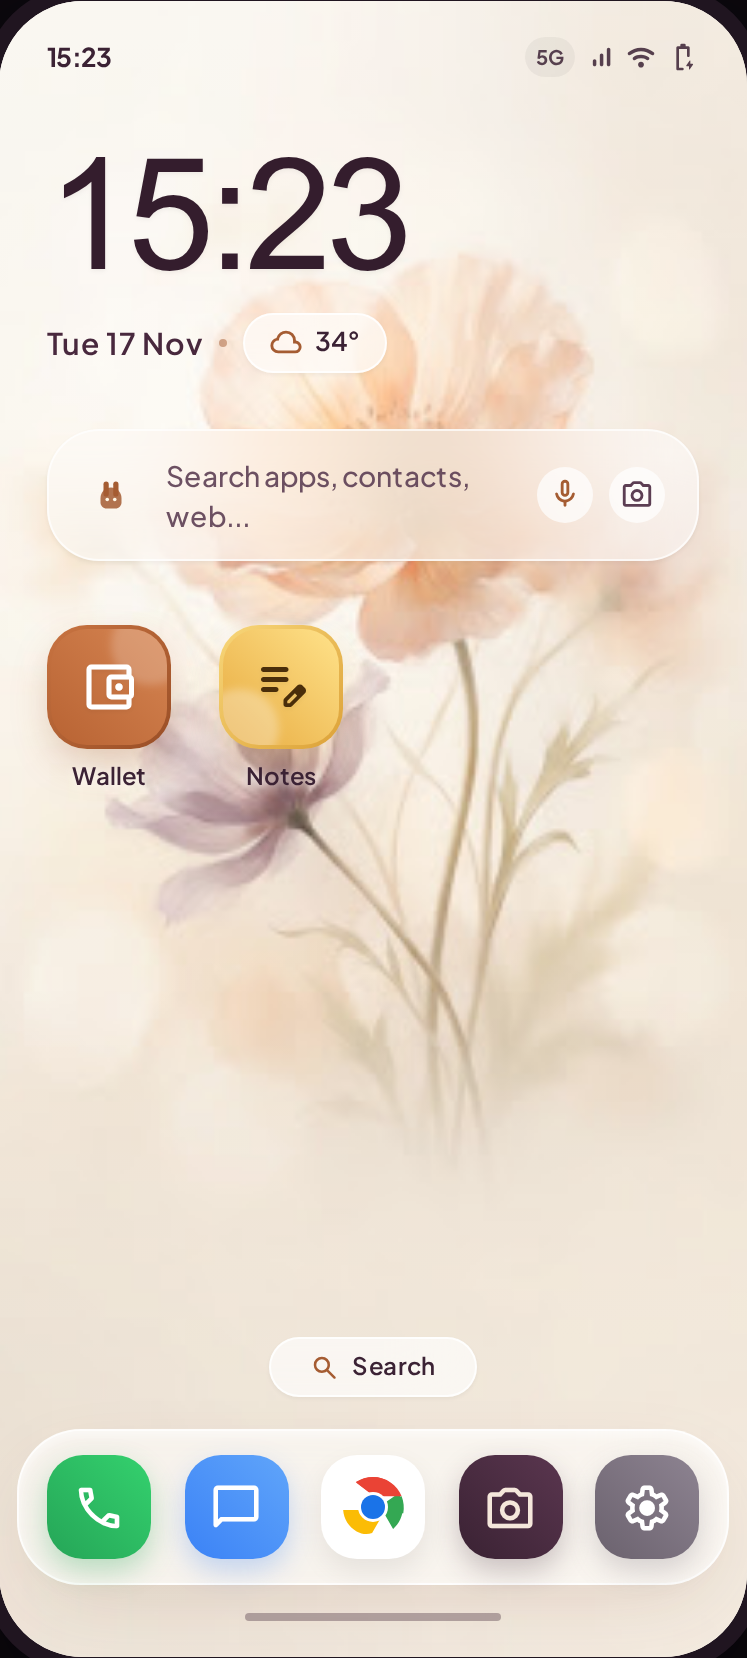 15:23
5G
15:23
Tue 17 Nov • 34°
Search apps, contacts,
web...
Wallet
Notes
Search